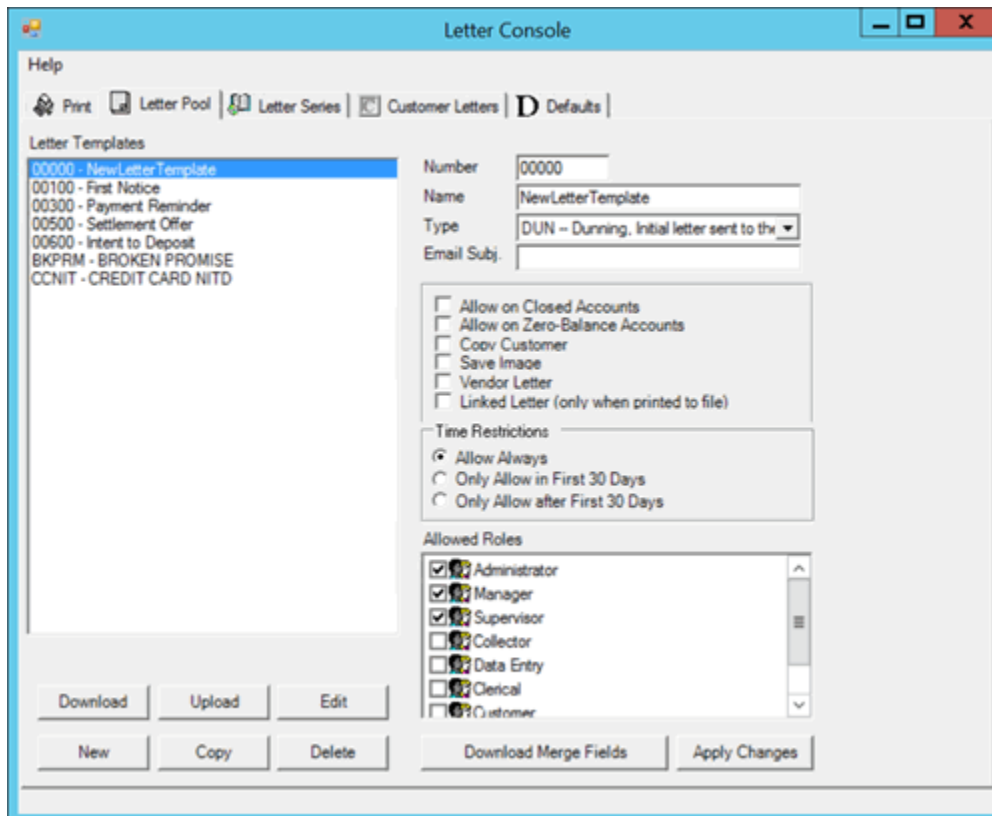 Letter Console
Help
Print
Letter Pool
Letter Series
Customer Letters
D Defaults
Letter Templates
00000 - NewLetterTemplate
00100 - First Notice
00300 - Payment Reminder
00500 - Settlement Offer
00600 - Intent to Deposit
BKPRM - BROKEN PROMISE
CCNIT - CREDIT CARD NITD
Download
Upload
Edit
New
Copy
Delete
Number 00000
Name NewLetterTemplate
Type DUN – Dunning, Initial letter sent to the
Email Subj.
Allow on Closed Accounts
Allow on Zero-Balance Accounts
Copy Customer
Save Image
Vendor Letter
Linked Letter (only when printed to file)
Time Restrictions
Allow Always
Only Allow in First 30 Days
Only Allow after First 30 Days
Allowed Roles
Administrator
Manager
Supervisor
Collector
Data Entry
Clerical
Customer
Download Merge Fields
Apply Changes